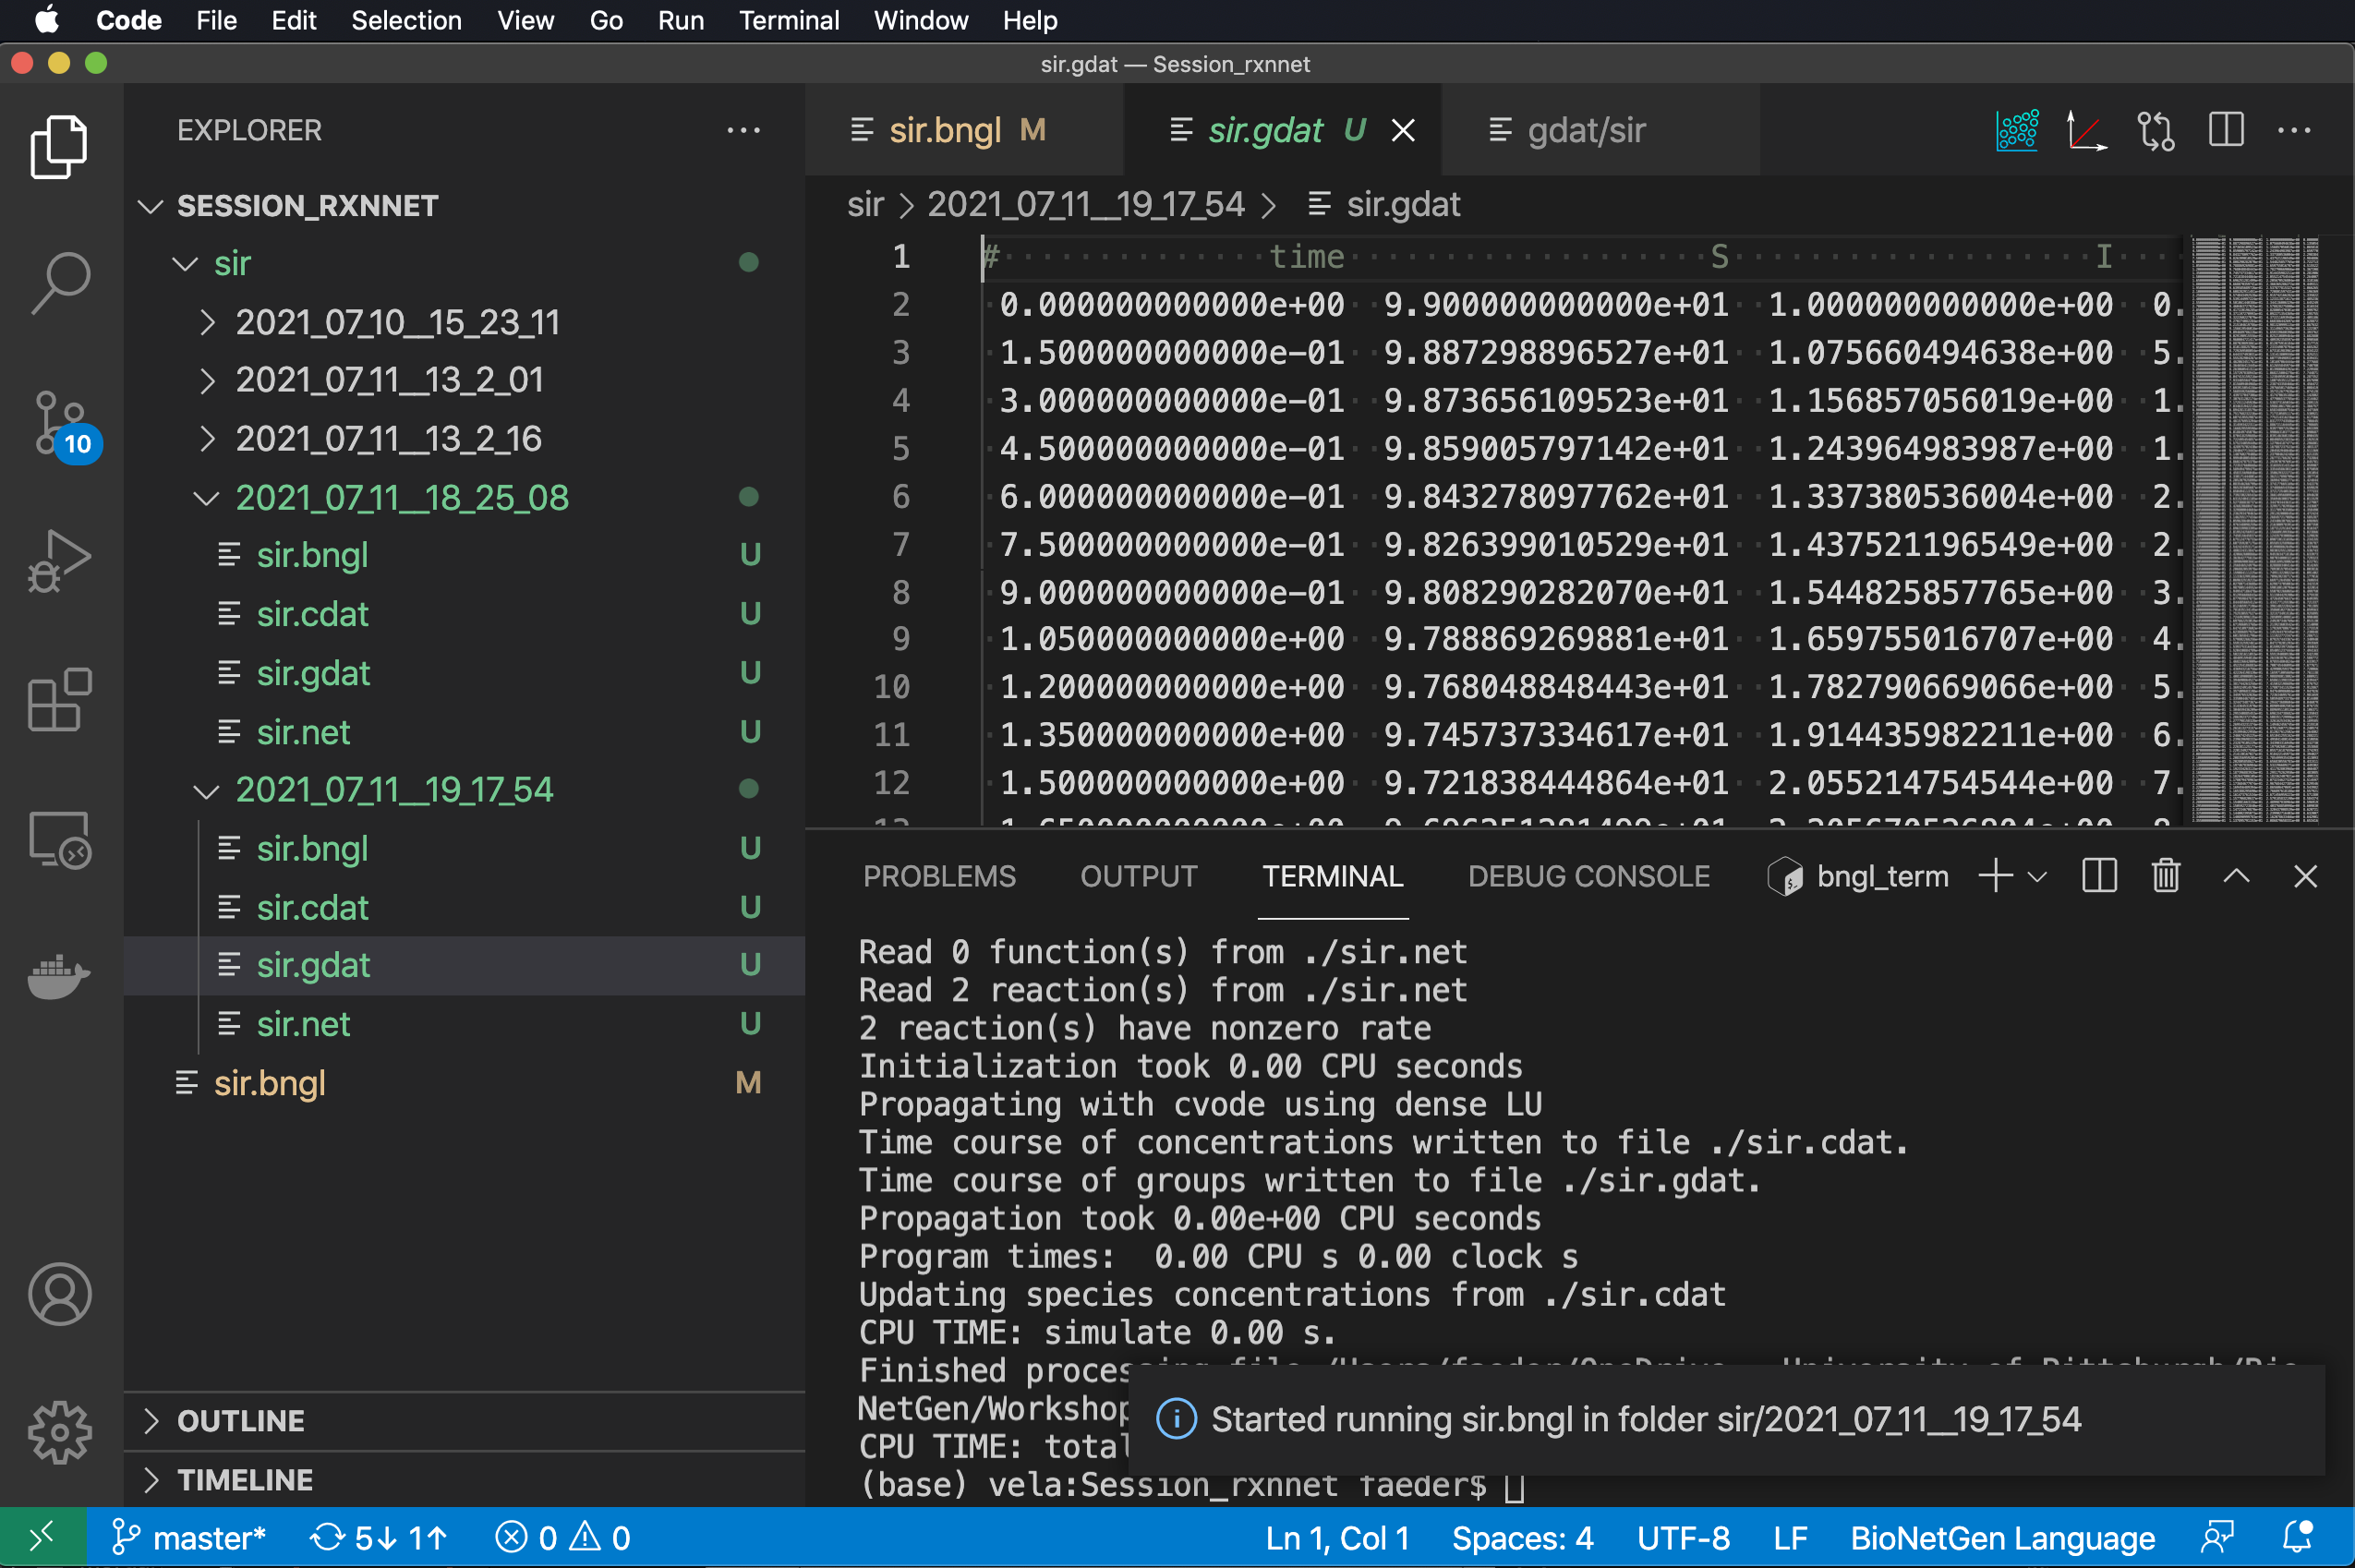 Code File Edit Selection View Go Run Terminal Window Help
sir.gdat — Session_rxnnet
EXPLORER
SESSION_RXNNET
sir
2021_07_10__15_23_11
2021_07_11__13_2_01
2021_07_11__13_2_16
2021_07_11__18_25_08
sir.bngl U
sir.cdat U
sir.gdat U
sir.net U
2021_07_11__19_17_54
sir.bngl U
sir.cdat U
sir.gdat U
sir.net U
sir.bngl M
OUTLINE
TIMELINE
10
sir.bngl M sir.gdat U gdat/sir
sir > 2021_07_11__19_17_54 > sir.gdat
1 # time S I
2 0.000000000000e+00 9.900000000000e+01 1.000000000000e+00 0.
3 1.500000000000e-01 9.887298896527e+01 1.075660494638e+00 5.
4 3.000000000000e-01 9.873656109523e+01 1.156857056019e+00 1.
5 4.500000000000e-01 9.859005797142e+01 1.243964983987e+00 1.
6 6.000000000000e-01 9.843278097762e+01 1.337380536004e+00 2.
7 7.500000000000e-01 9.826399010529e+01 1.437521196549e+00 2.
8 9.000000000000e-01 9.808290282070e+01 1.544825857765e+00 3.
9 1.050000000000e+00 9.788869269881e+01 1.659755016707e+00 4.
10 1.200000000000e+00 9.768048848443e+01 1.782790669066e+00 5.
11 1.350000000000e+00 9.745737334617e+01 1.914435982211e+00 6.
12 1.500000000000e+00 9.721838444864e+01 2.055214754544e+00 7.
PROBLEMS OUTPUT TERMINAL DEBUG CONSOLE bngl_term
Read 0 function(s) from ./sir.net
Read 2 reaction(s) from ./sir.net
2 reaction(s) have nonzero rate
Initialization took 0.00 CPU seconds
Propagating with cvode using dense LU
Time course of concentrations written to file ./sir.cdat.
Time course of groups written to file ./sir.gdat.
Propagation took 0.00e+00 CPU seconds
Program times: 0.00 CPU s 0.00 clock s
Updating species concentrations from ./sir.cdat
CPU TIME: simulate 0.00 s.
Finished processing file /Users/faeder/OneDrive - University of Pittsburgh/Bio
NetGen/Workshop
CPU TIME: total
(base) vela:Session_rxnnet faeder$
Started running sir.bngl in folder sir/2021_07_11__19_17_54
master* 5↓ 1↑ 0 0 Ln 1, Col 1 Spaces: 4 UTF-8 LF BioNetGen Language